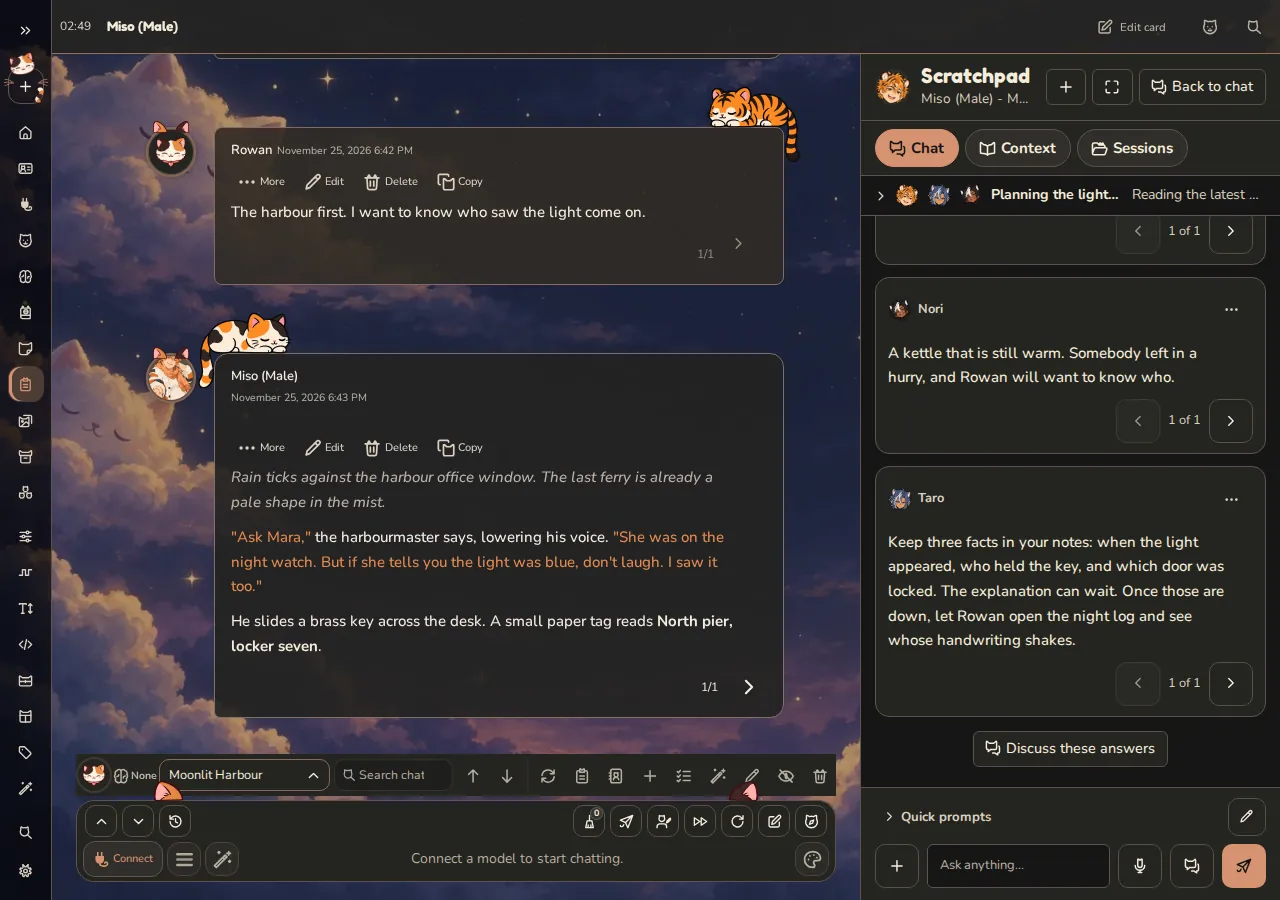 02:49 Miso (Male)
Edit card
Rowan November 25, 2026 6:42 PM
More Edit Delete Copy
The harbour first. I want to know who saw the light come on.
1/1
Miso (Male)
November 25, 2026 6:43 PM
More Edit Delete Copy
Rain ticks against the harbour office window. The last ferry is already a
pale shape in the mist.
"Ask Mara," the harbourmaster says, lowering his voice. "She was on the
night watch. But if she tells you the light was blue, don't laugh. I saw it
too."
He slides a brass key across the desk. A small paper tag reads North pier,
locker seven.
1/1
None Moonlit Harbour Search chat
0
Connect
Connect a model to start chatting.
Scratchpad
Miso (Male) - M...
Back to chat
Chat Context Sessions
Planning the light... Reading the latest ...
1 of 1
Nori
A kettle that is still warm. Somebody left in a
hurry, and Rowan will want to know who.
1 of 1
Taro
Keep three facts in your notes: when the light
appeared, who held the key, and which door was
locked. The explanation can wait. Once those are
down, let Rowan open the night log and see
whose handwriting shakes.
1 of 1
Discuss these answers
Quick prompts
Ask anything...